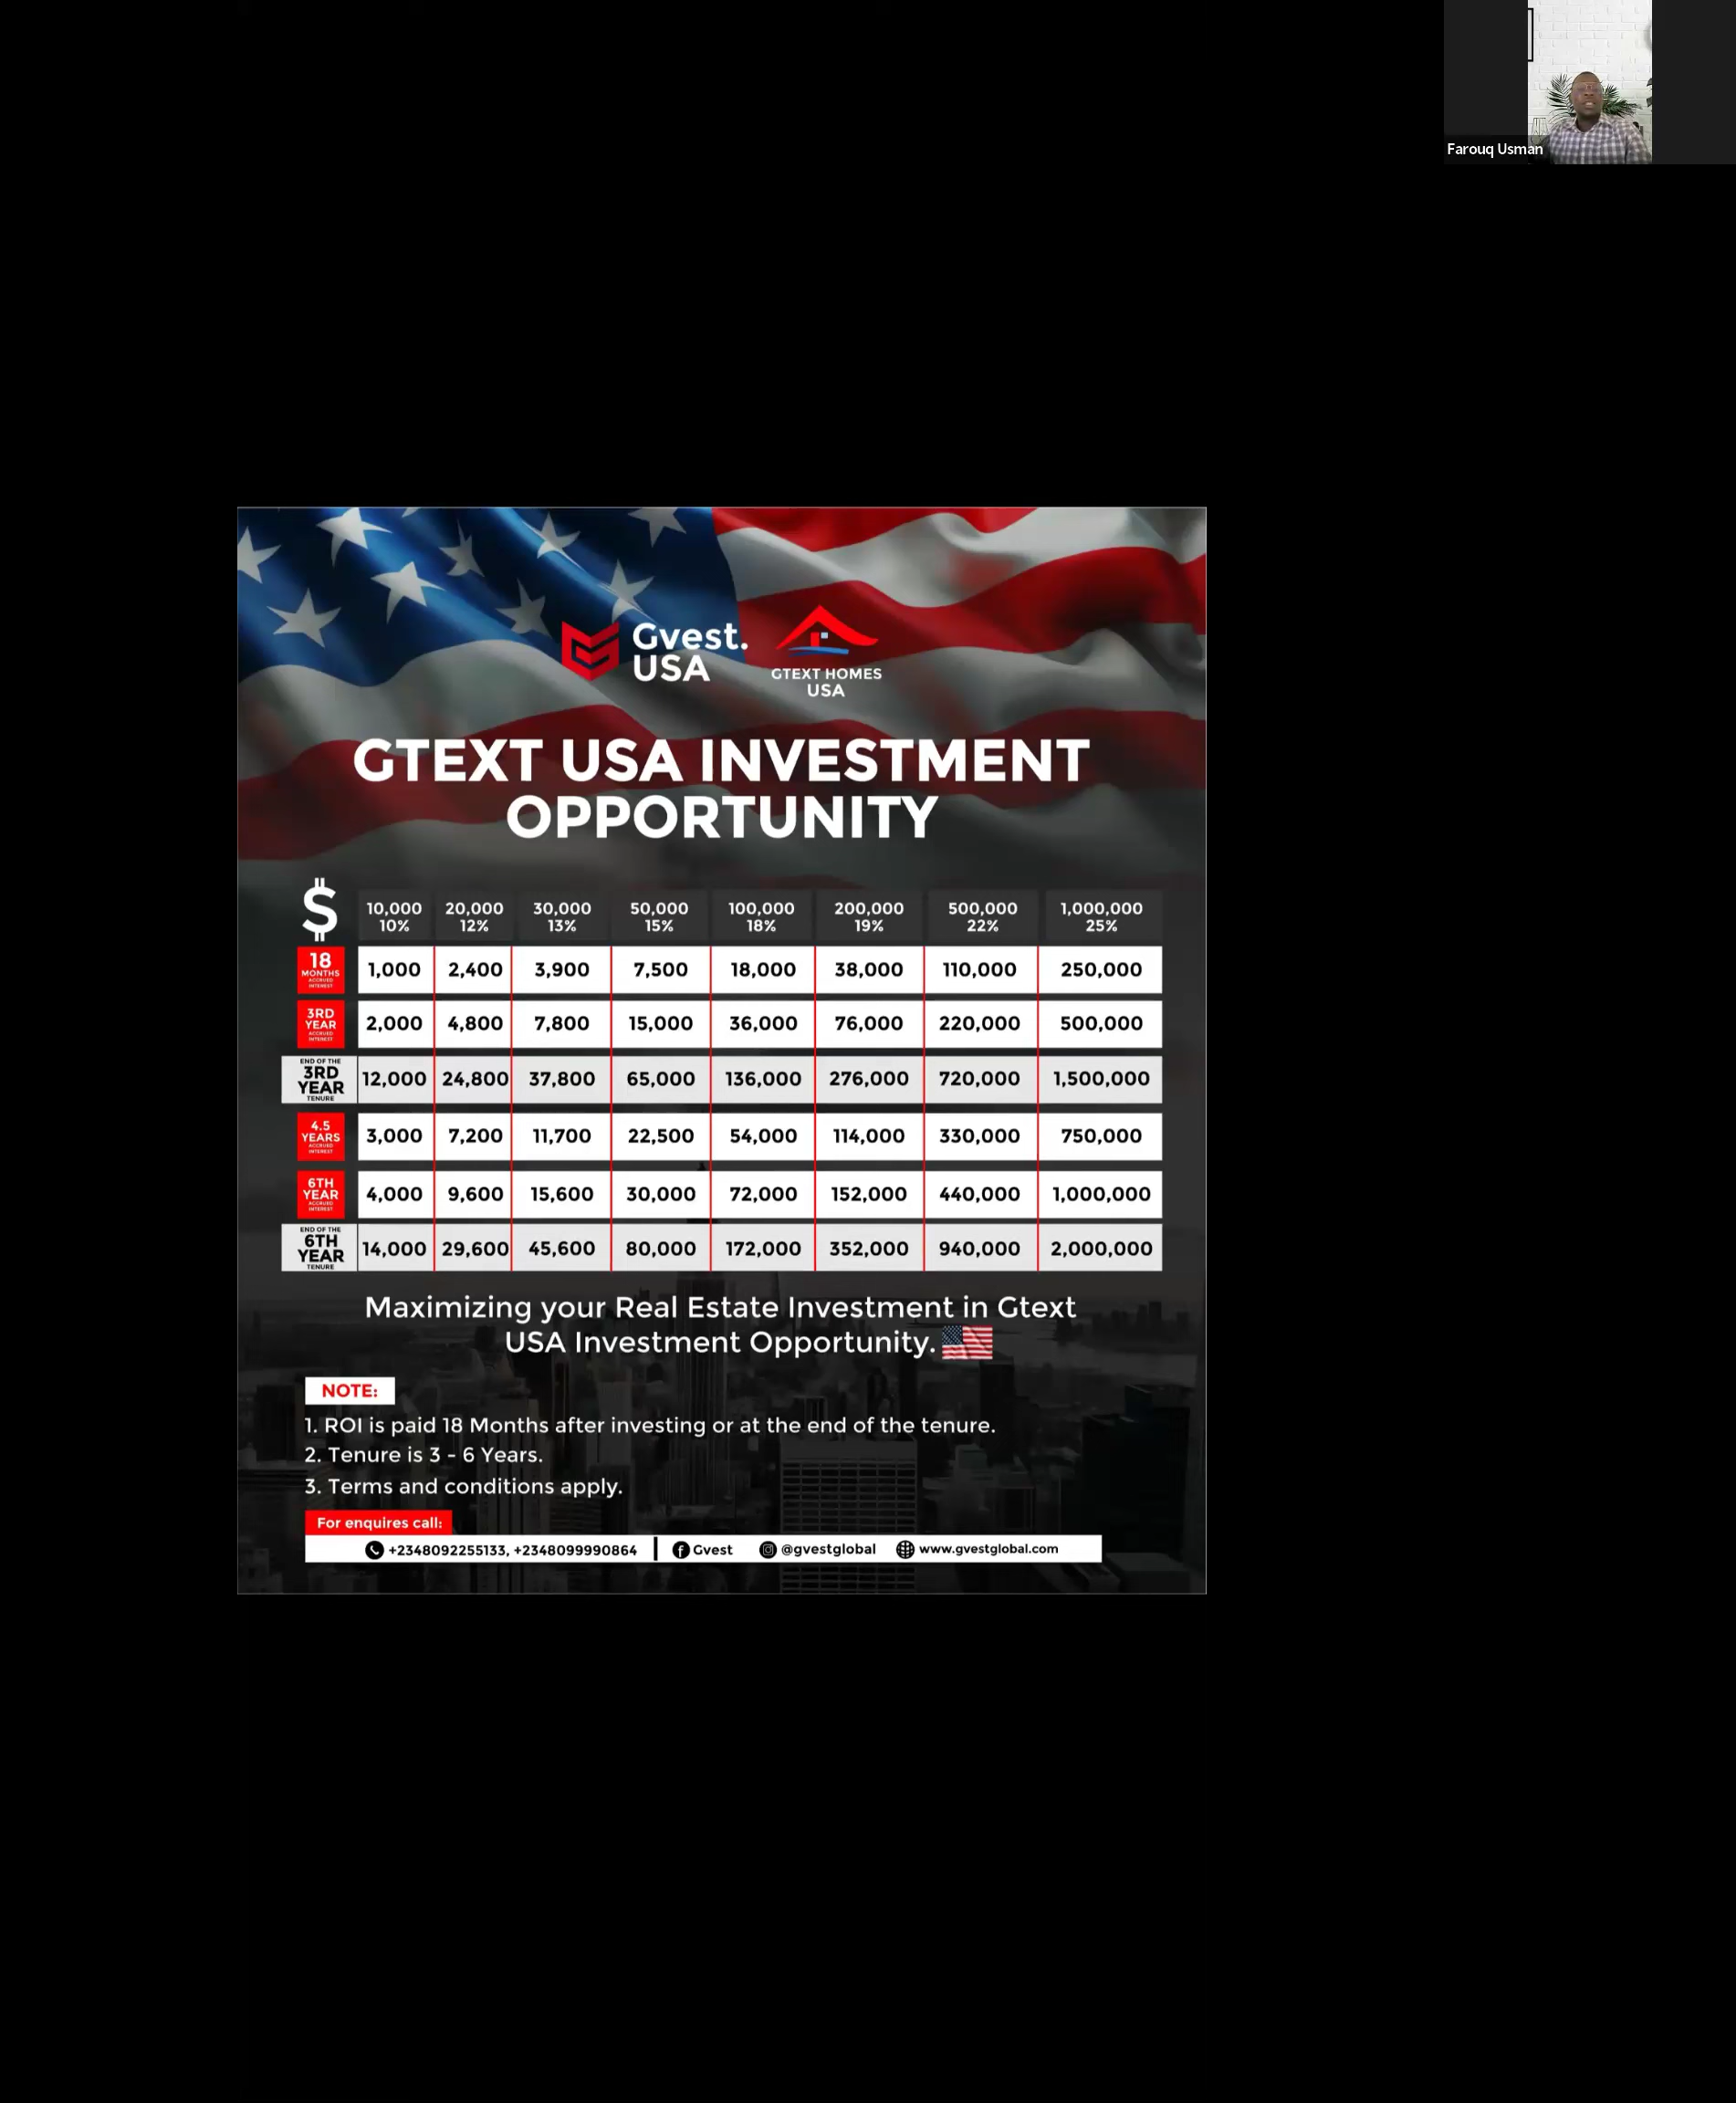 Farouq Usman
Gvest.
USA
GTEXT HOMES
USA
GTEXT USA INVESTMENT
OPPORTUNITY
$ 10,000 20,000 30,000 50,000 100,000 200,000 500,000 1,000,000
10% 12% 13% 15% 18% 19% 22% 25%
18
MONTHS
ACCRUED
INTEREST
1,000 2,400 3,900 7,500 18,000 38,000 110,000 250,000
3RD
YEAR
ACCRUED
INTEREST
2,000 4,800 7,800 15,000 36,000 76,000 220,000 500,000
END OF THE
3RD
YEAR
TENURE
12,000 24,800 37,800 65,000 136,000 276,000 720,000 1,500,000
4.5
YEARS
ACCRUED
INTEREST
3,000 7,200 11,700 22,500 54,000 114,000 330,000 750,000
6TH
YEAR
ACCRUED
INTEREST
4,000 9,600 15,600 30,000 72,000 152,000 440,000 1,000,000
END OF THE
6TH
YEAR
TENURE
14,000 29,600 45,600 80,000 172,000 352,000 940,000 2,000,000
Maximizing your Real Estate Investment in Gtext
USA Investment Opportunity.
NOTE:
1. ROI is paid 18 Months after investing or at the end of the tenure.
2. Tenure is 3 - 6 Years.
3. Terms and conditions apply.
For enquires call:
+2348092255133, +2348099990864 Gvest @gvestglobal www.gvestglobal.com